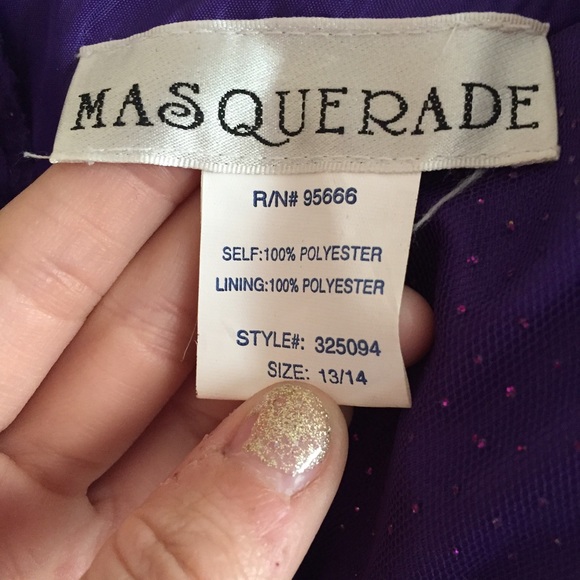 MASQUERADE
R/N# 95666
SELF:100% POLYESTER
LINING:100% POLYESTER
STYLE#: 325094
SIZE: 13/14